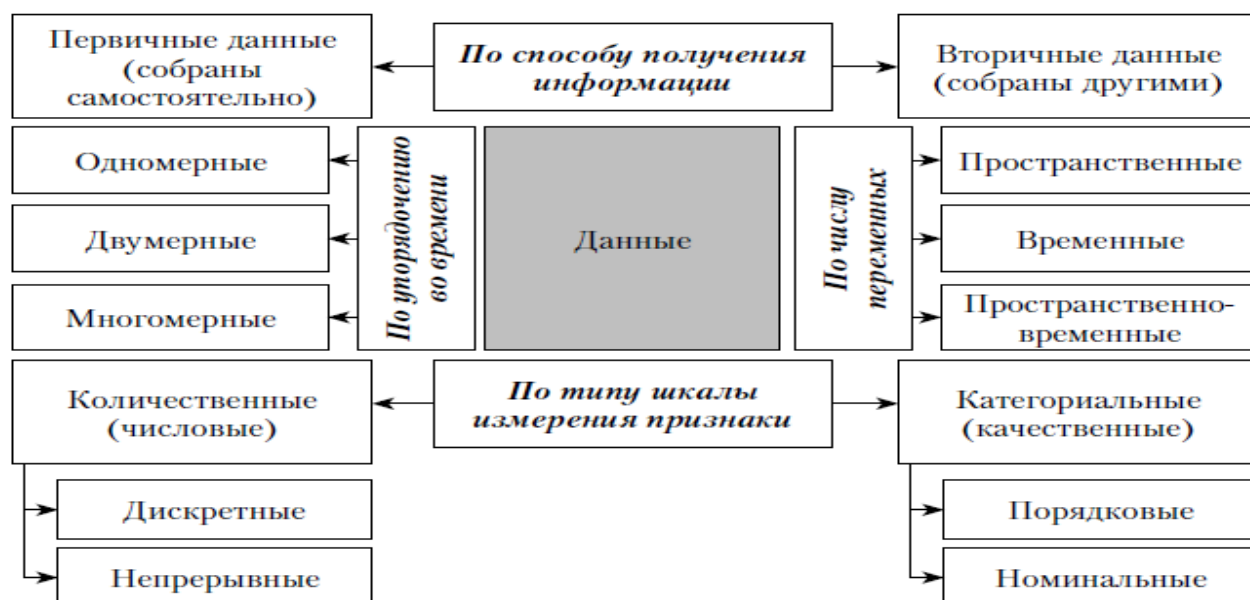 Первичные данные
(собраны
самостоятельно)
По способу получения
информации
Вторичные данные
(собраны другими)
Одномерные
Двумерные
Многомерные
По упорядочению
во времени
Данные
По числу
переменных
Пространственные
Временные
Пространственно-
временные
Количественные
(числовые)
По типу шкалы
измерения признаки
Категориальные
(качественные)
Дискретные
Непрерывные
Порядковые
Номинальные